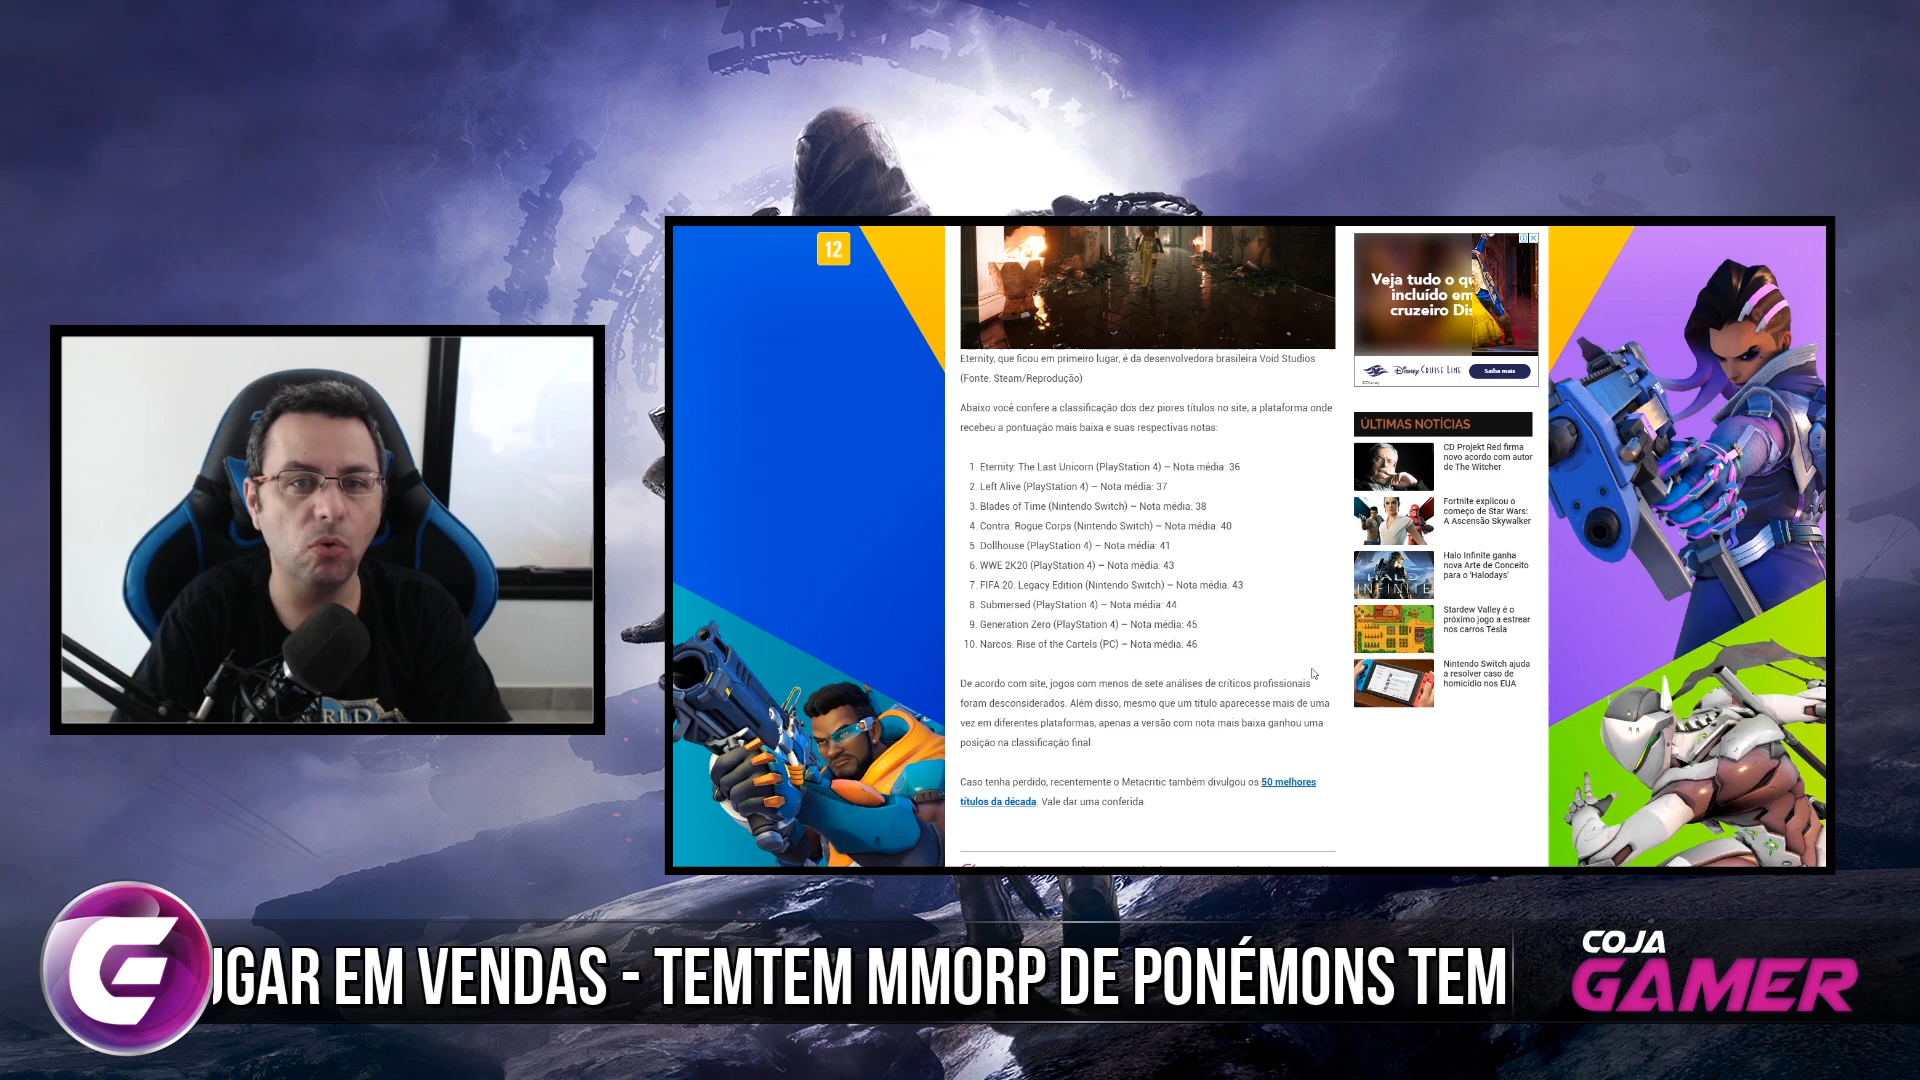 12
Eternity, que ficou em primeiro lugar, é da desenvolvedora brasileira Void Studios
(Fonte: Steam/Reprodução)
Abaixo você confere a classificação dos dez piores títulos no site, a plataforma onde
recebeu a pontuação mais baixa e suas respectivas notas:
1. Eternity: The Last Unicorn (PlayStation 4) – Nota média: 36
2. Left Alive (PlayStation 4) – Nota média: 37
3. Blades of Time (Nintendo Switch) – Nota média: 38
4. Contra: Rogue Corps (Nintendo Switch) – Nota média: 40
5. Dollhouse (PlayStation 4) – Nota média: 41
6. WWE 2K20 (PlayStation 4) – Nota média: 43
7. FIFA 20: Legacy Edition (Nintendo Switch) – Nota média: 43
8. Submersed (PlayStation 4) – Nota média: 44
9. Generation Zero (PlayStation 4) – Nota média: 45
10. Narcos: Rise of the Cartels (PC) – Nota média: 46
De acordo com site, jogos com menos de sete análises de críticos profissionais
foram desconsiderados. Além disso, mesmo que um título aparecesse mais de uma
vez em diferentes plataformas, apenas a versão com nota mais baixa ganhou uma
posição na classificação final.
Caso tenha perdido, recentemente o Metacritic também divulgou os 50 melhores
títulos da década. Vale dar uma conferida.
Veja tudo o qu
incluído em
cruzeiro Dis
Disney CRUISE LINE
Saiba mais
©Disney
ÚLTIMAS NOTÍCIAS
CD Projekt Red firma
novo acordo com autor
de The Witcher
Fortnite explicou o
começo de Star Wars:
A Ascensão Skywalker
HALO
INFINITE
Halo Infinite ganha
nova Arte de Conceito
para o 'Halodays'
Stardew Valley é o
próximo jogo a estrear
nos carros Tesla
Nintendo Switch ajuda
a resolver caso de
homicídio nos EUA
RLD
UGAR EM VENDAS - TEMTEM MMORP DE PONÉMONS TEM
COJA
GAMER